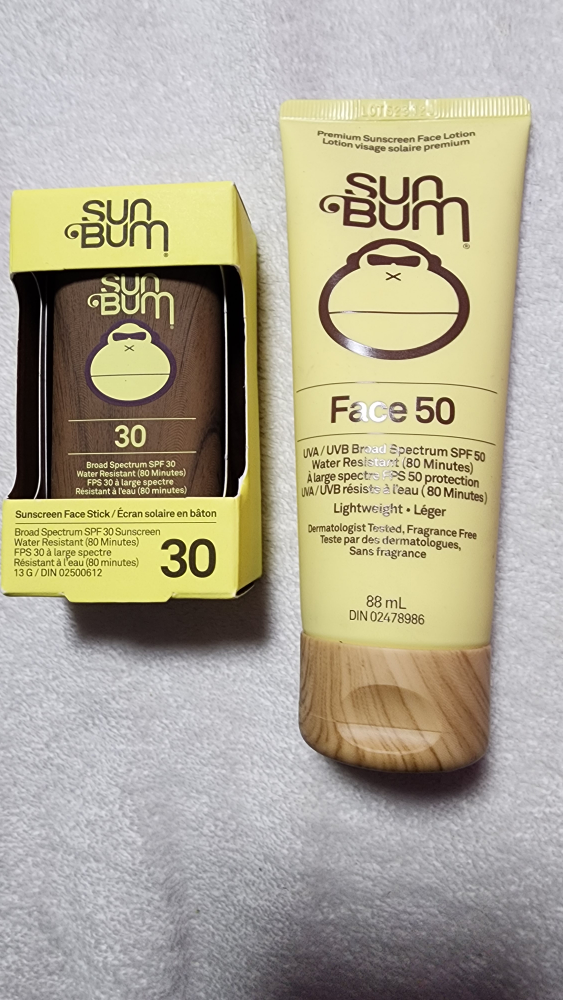 SUN
BUM®
SUN
BUM®
30
Broad Spectrum SPF 30
Water Resistant (80 Minutes)
FPS 30 à large spectre
Résistant à l'eau (80 minutes)
Sunscreen Face Stick / Écran solaire en bâton
Broad Spectrum SPF 30 Sunscreen
Water Resistant (80 Minutes)
FPS 30 à large spectre
Résistant à l'eau (80 minutes)
13 G / DIN 02500612
30
Premium Sunscreen Face Lotion
Lotion visage solaire premium
SUN
BUM®
Face 50
UVA / UVB Broad Spectrum SPF 50
Water Resistant (80 Minutes)
À large spectre FPS 50 protection
UVA / UVB résiste à l'eau ( 80 Minutes)
Lightweight • Léger
Dermatologist Tested, Fragrance Free
Teste par des dermatologues,
Sans fragrance
88 mL
DIN 02478986